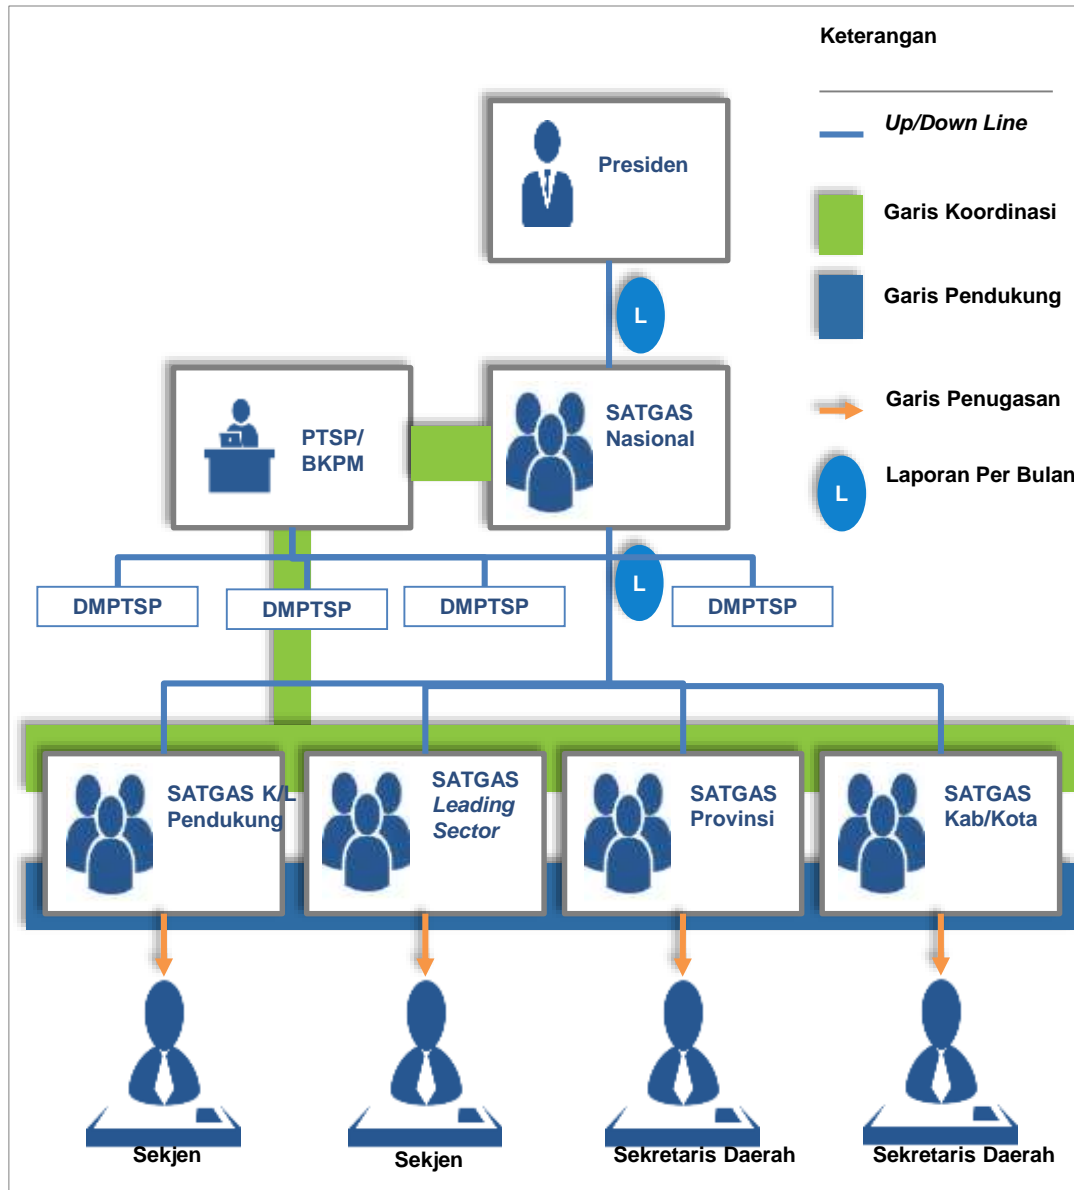 Keterangan
Up/Down Line
Garis Koordinasi
Garis Pendukung
Garis Penugasan
L
Laporan Per Bulan
Presiden
L
PTSP/
BKPM
SATGAS
Nasional
L
DMPTSP
DMPTSP
DMPTSP
DMPTSP
SATGAS K/L
Pendukung
SATGAS
Leading
Sector
SATGAS
Provinsi
SATGAS
Kab/Kota
Sekjen
Sekjen
Sekretaris Daerah
Sekretaris Daerah